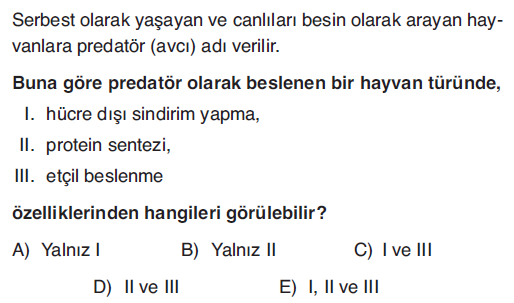 Serbest olarak yaşayan ve canlıları besin olarak arayan hay-
vanlara predatör (avcı) adı verilir.
Buna göre predatör olarak beslenen bir hayvan türünde,
I. hücre dışı sindirim yapma,
II. protein sentezi,
III. etçil beslenme
özelliklerinden hangileri görülebilir?
A) Yalnız I B) Yalnız II C) I ve III
D) II ve III E) I, II ve III